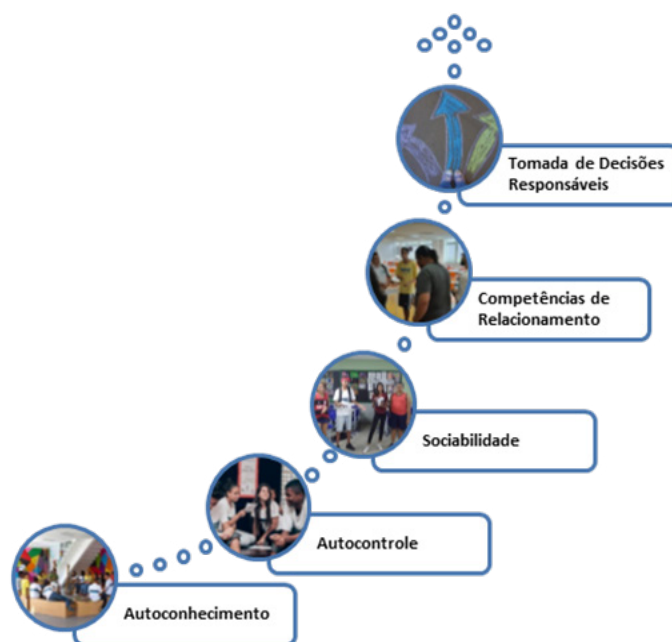 Tomada de Decisões
Responsáveis
Competências de
Relacionamento
Sociabilidade
Autocontrole
Autoconhecimento